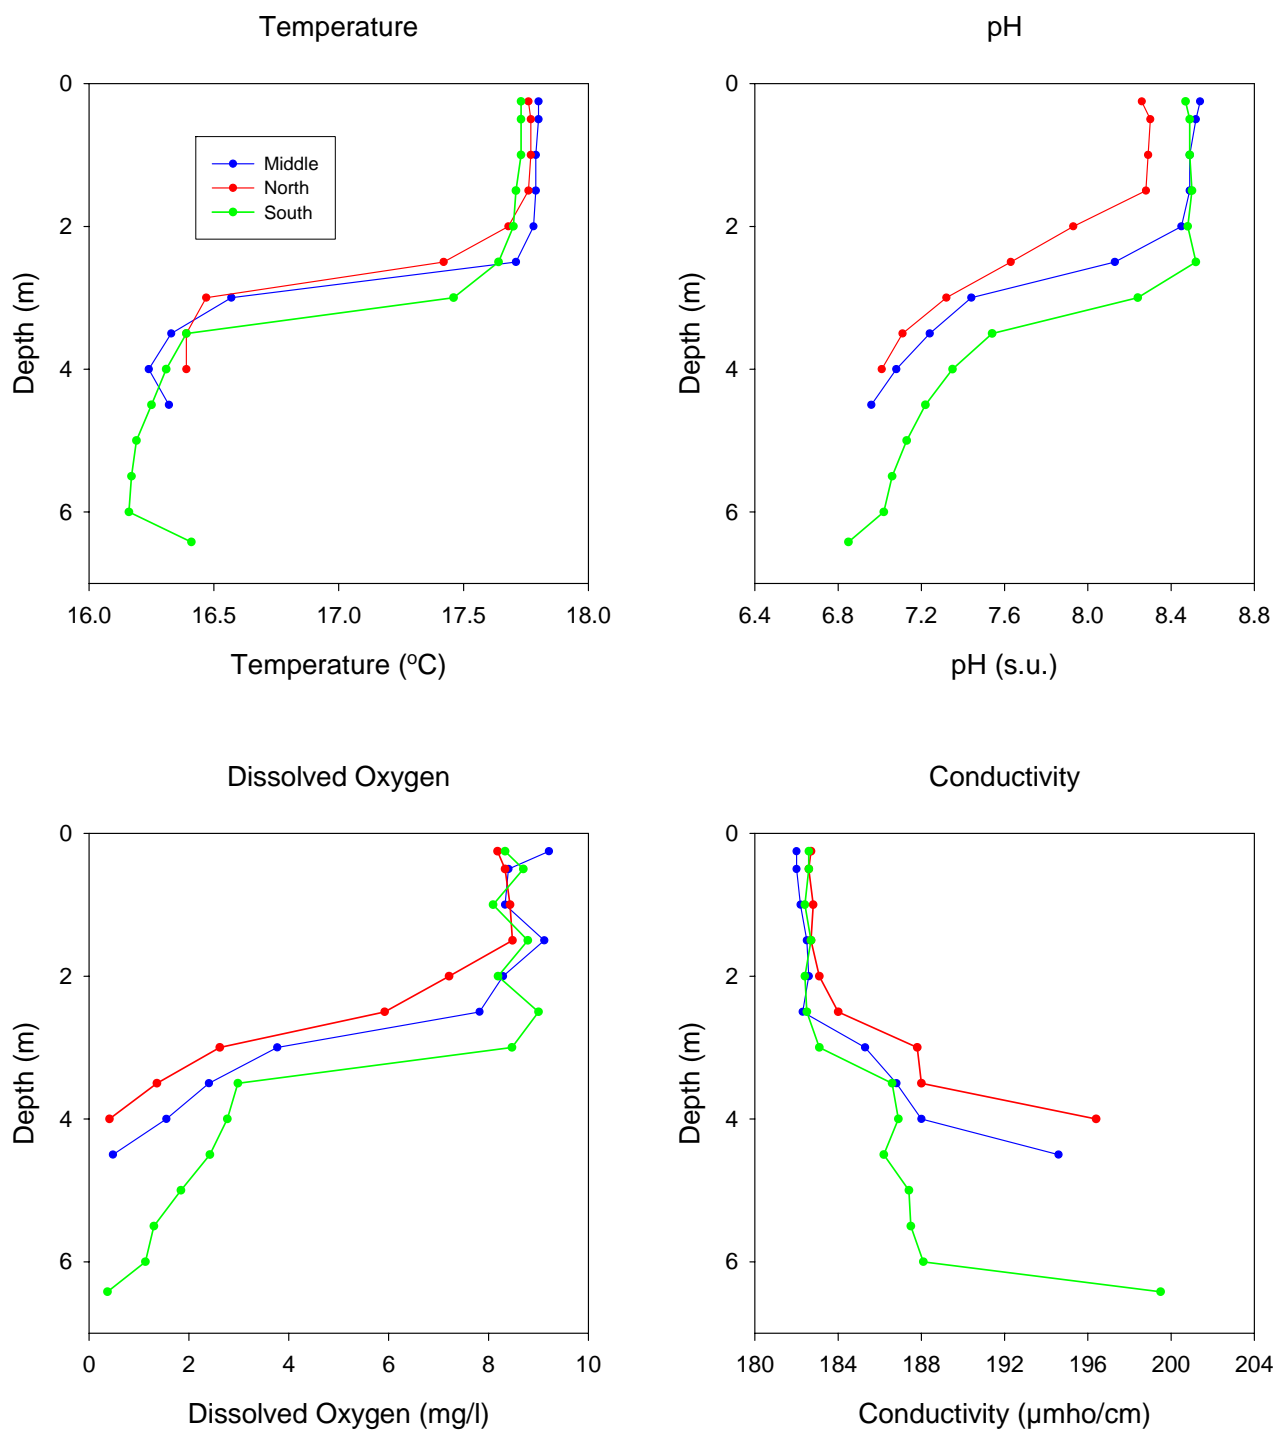 Temperature
0
2
4
6
Depth (m)
Middle
North
South
16.0 16.5 17.0 17.5 18.0
Temperature (ºC)
pH
0
2
4
6
Depth (m)
6.4 6.8 7.2 7.6 8.0 8.4 8.8
pH (s.u.)
Dissolved Oxygen
0
2
4
6
Depth (m)
0 2 4 6 8 10
Dissolved Oxygen (mg/l)
Conductivity
0
2
4
6
Depth (m)
180 184 188 192 196 200 204
Conductivity (µmho/cm)